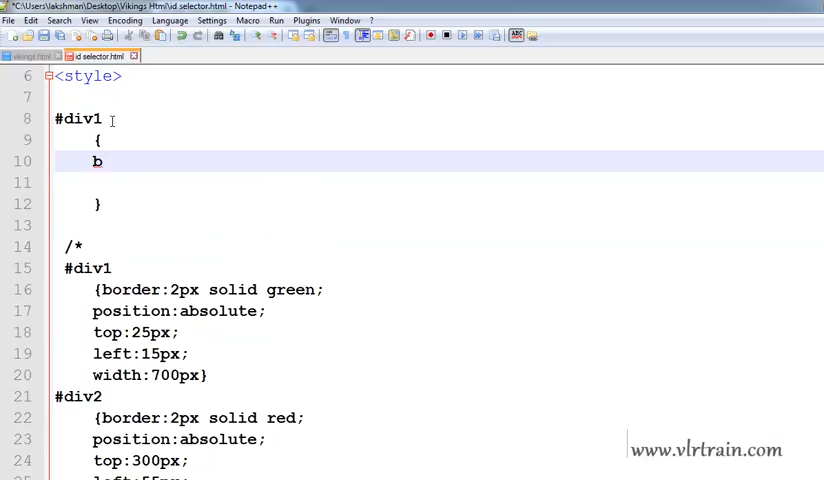 *C:\Users\lakshman\Desktop\Vikings Html\id selector.html - Notepad++
File Edit Search View Encoding Language Settings Macro Run Plugins Window ?
vikings.html id selector.html
6 <style>
7
8 #div1
9 {
10 b
11
12 }
13
14 /*
15 #div1
16 {border:2px solid green;
17 position:absolute;
18 top:25px;
19 left:15px;
20 width:700px}
21 #div2
22 {border:2px solid red;
23 position:absolute;
24 top:300px;
www.vlrtrain.com